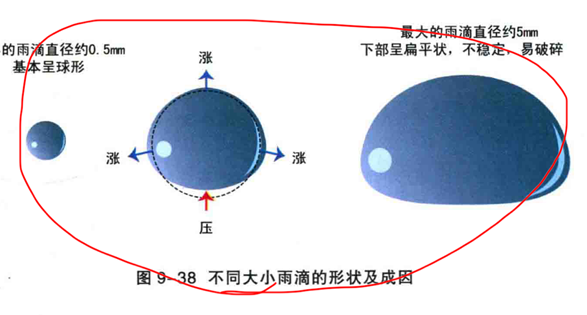 的雨滴直径约0.5mm
基本呈球形
最大的雨滴直径约5mm
下部呈扁平状，不稳定，易破碎
涨
涨
涨
压
图 9-38 不同大小雨滴的形状及成因